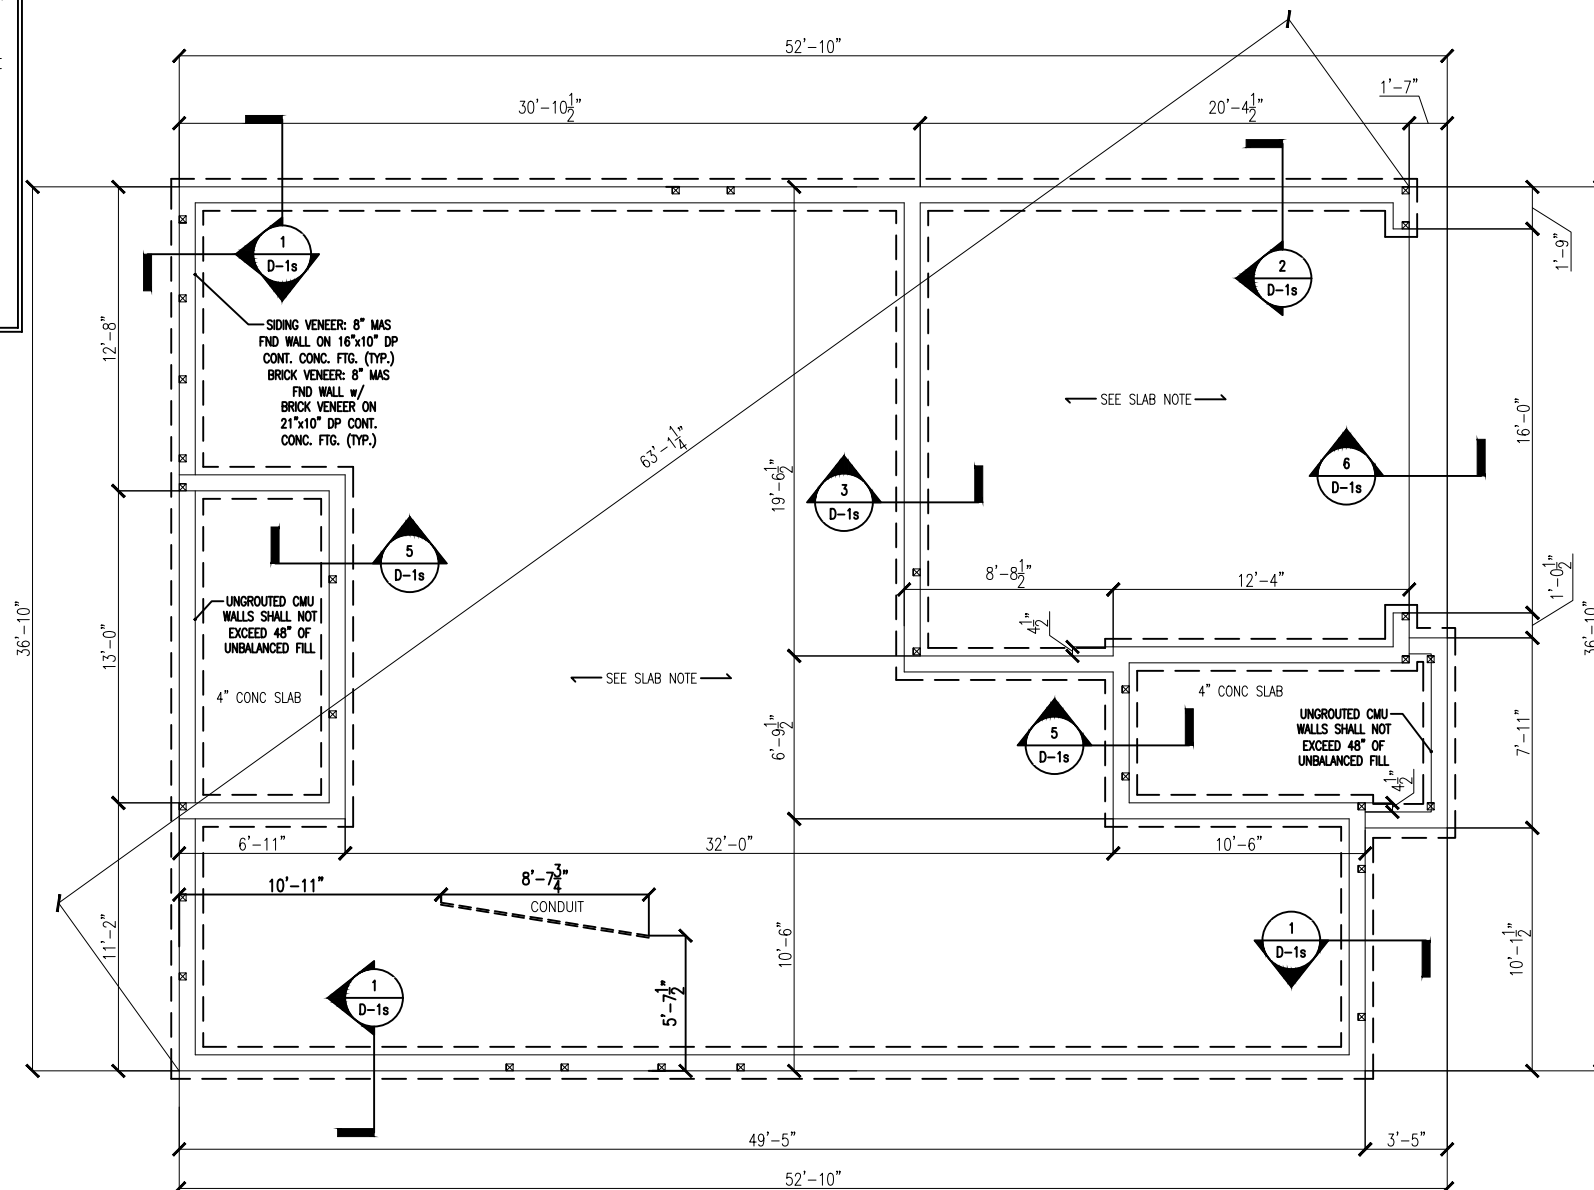 52'-10"
1'-7"
30'-10 1/2"
20'-4 1/2"
1
D-1s
2
D-1s
1'-9"
SIDING VENEER: 8" MAS
FND WALL ON 16"x10" DP
CONT. CONC. FTG. (TYP.)
BRICK VENEER: 8" MAS
FND WALL w/
BRICK VENEER ON
21"x10" DP CONT.
CONC. FTG. (TYP.)
12'-8"
SEE SLAB NOTE
16'-0"
63'-1 1/4"
19'-6 1/2"
3
D-1s
6
D-1s
5
D-1s
8'-8 1/2"
12'-4"
1'-0 1/2"
36'-10"
36'-10"
13'-0"
UNGROUTED CMU
WALLS SHALL NOT
EXCEED 48" OF
UNBALANCED FILL
4 1/2"
4" CONC SLAB
SEE SLAB NOTE
4" CONC SLAB
6'-9 1/2"
5
D-1s
UNGROUTED CMU
WALLS SHALL NOT
EXCEED 48" OF
UNBALANCED FILL
7'-11"
4 1/2"
6'-11"
32'-0"
10'-6"
10'-11"
8'-7 3/4"
CONDUIT
11'-2"
10'-6"
1
D-1s
10'-1 1/2"
1
D-1s
5'-7 1/2"
49'-5"
3'-5"
52'-10"